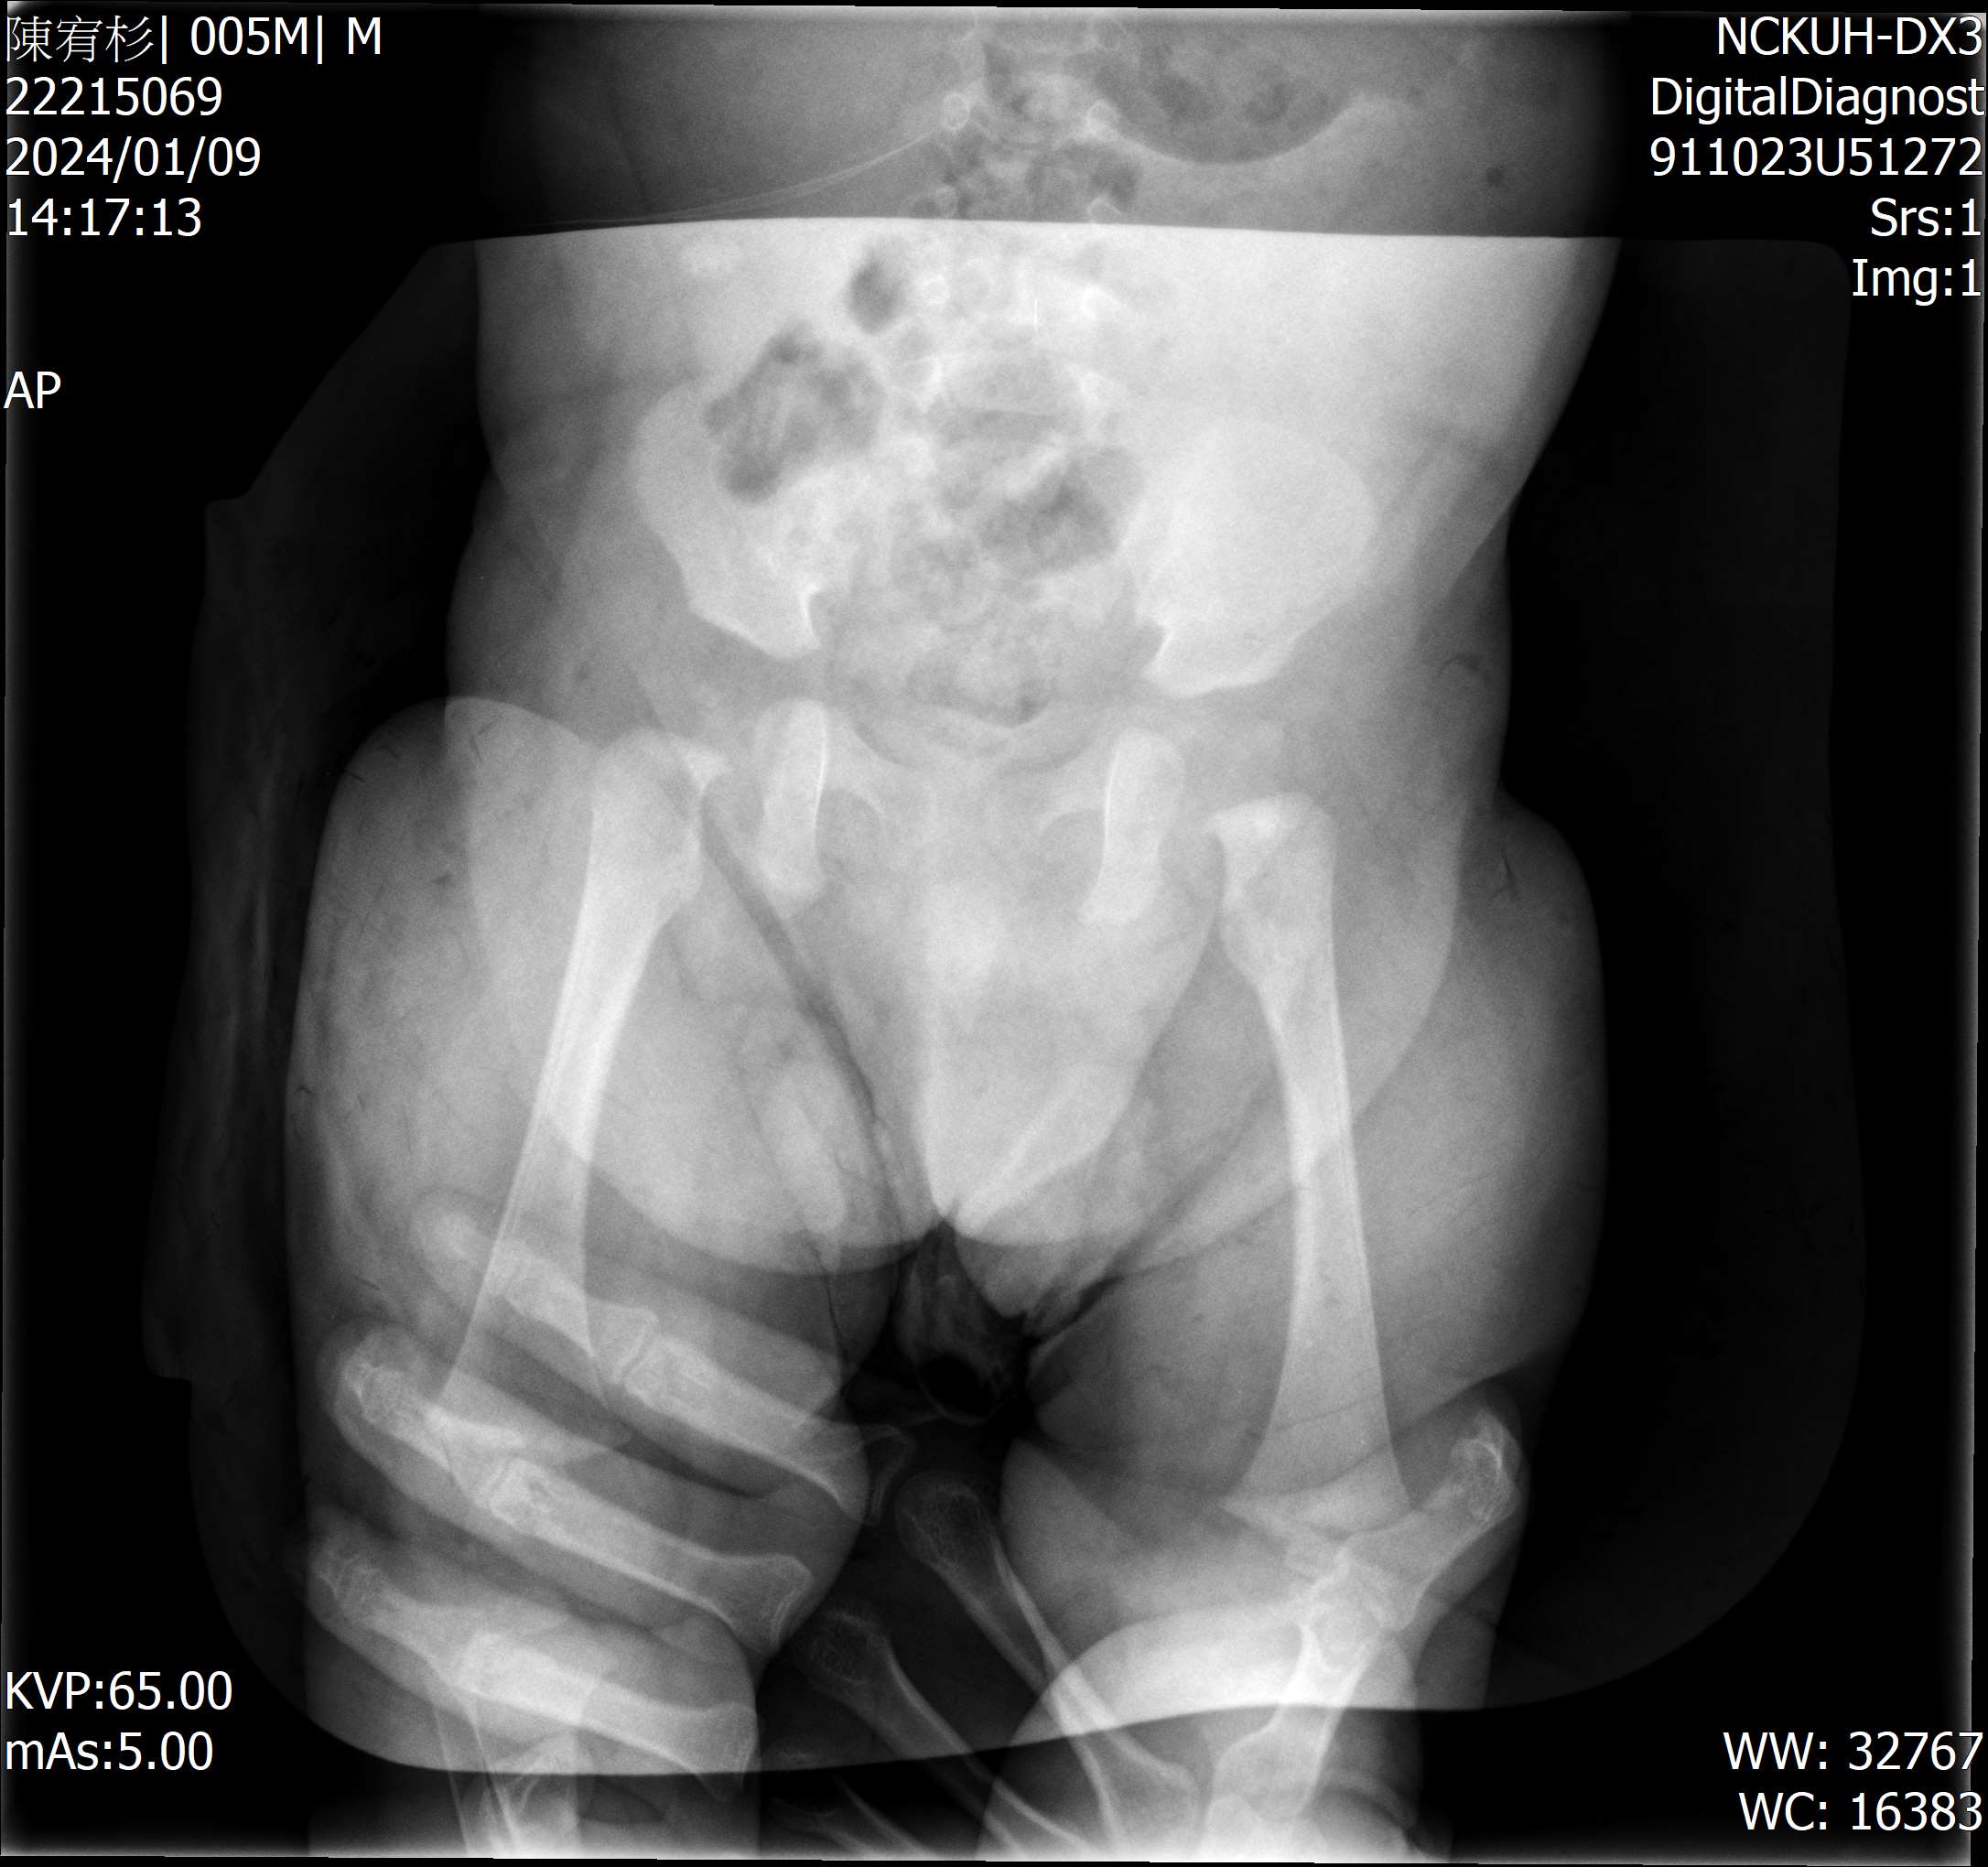 陳宥杉| 005M| M
22215069
2024/01/09
14:17:13
AP
NCKUH-DX3
DigitalDiagnost
911023U51272
Srs:1
Img:1
KVP:65.00
mAs:5.00
WW: 32767
WC: 16383